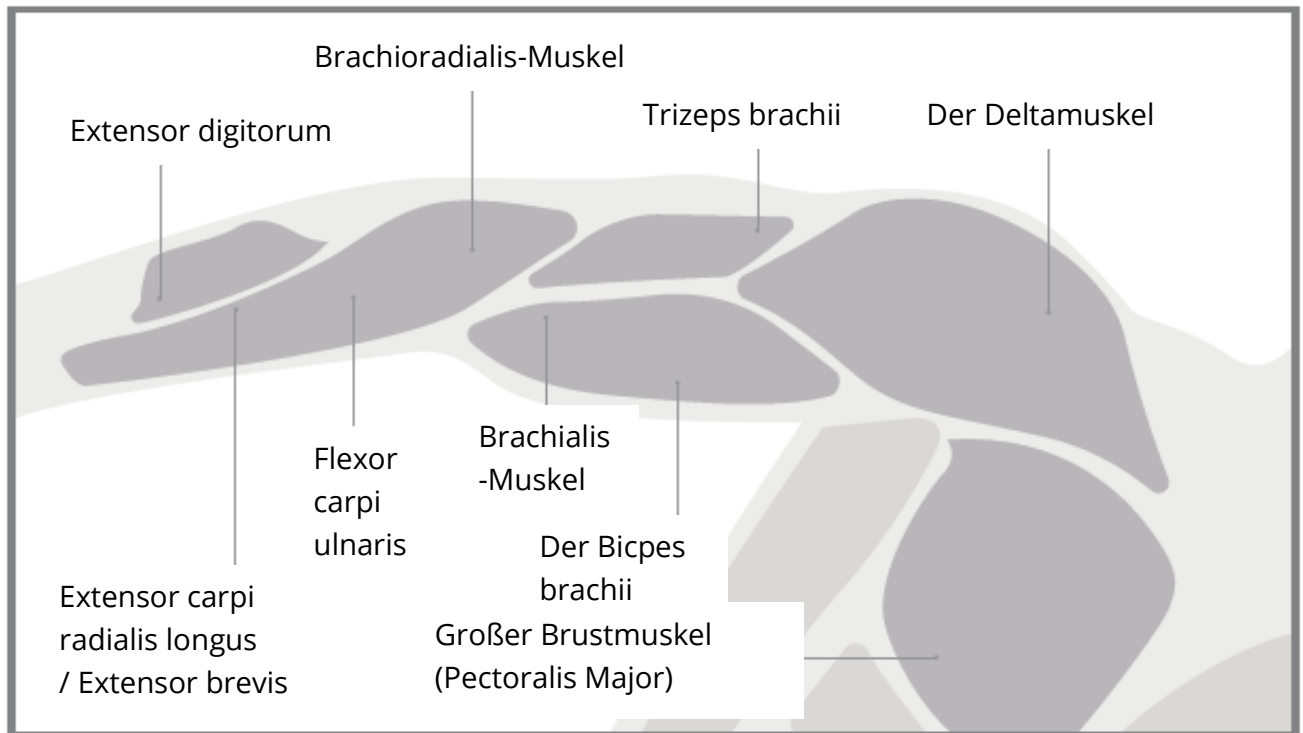 Brachioradialis-Muskel
Trizeps brachii
Der Deltamuskel
Extensor digitorum
Brachialis
-Muskel
Flexor
carpi
ulnaris
Der Bicpes
brachii
Extensor carpi
radialis longus
/ Extensor brevis
Großer Brustmuskel
(Pectoralis Major)